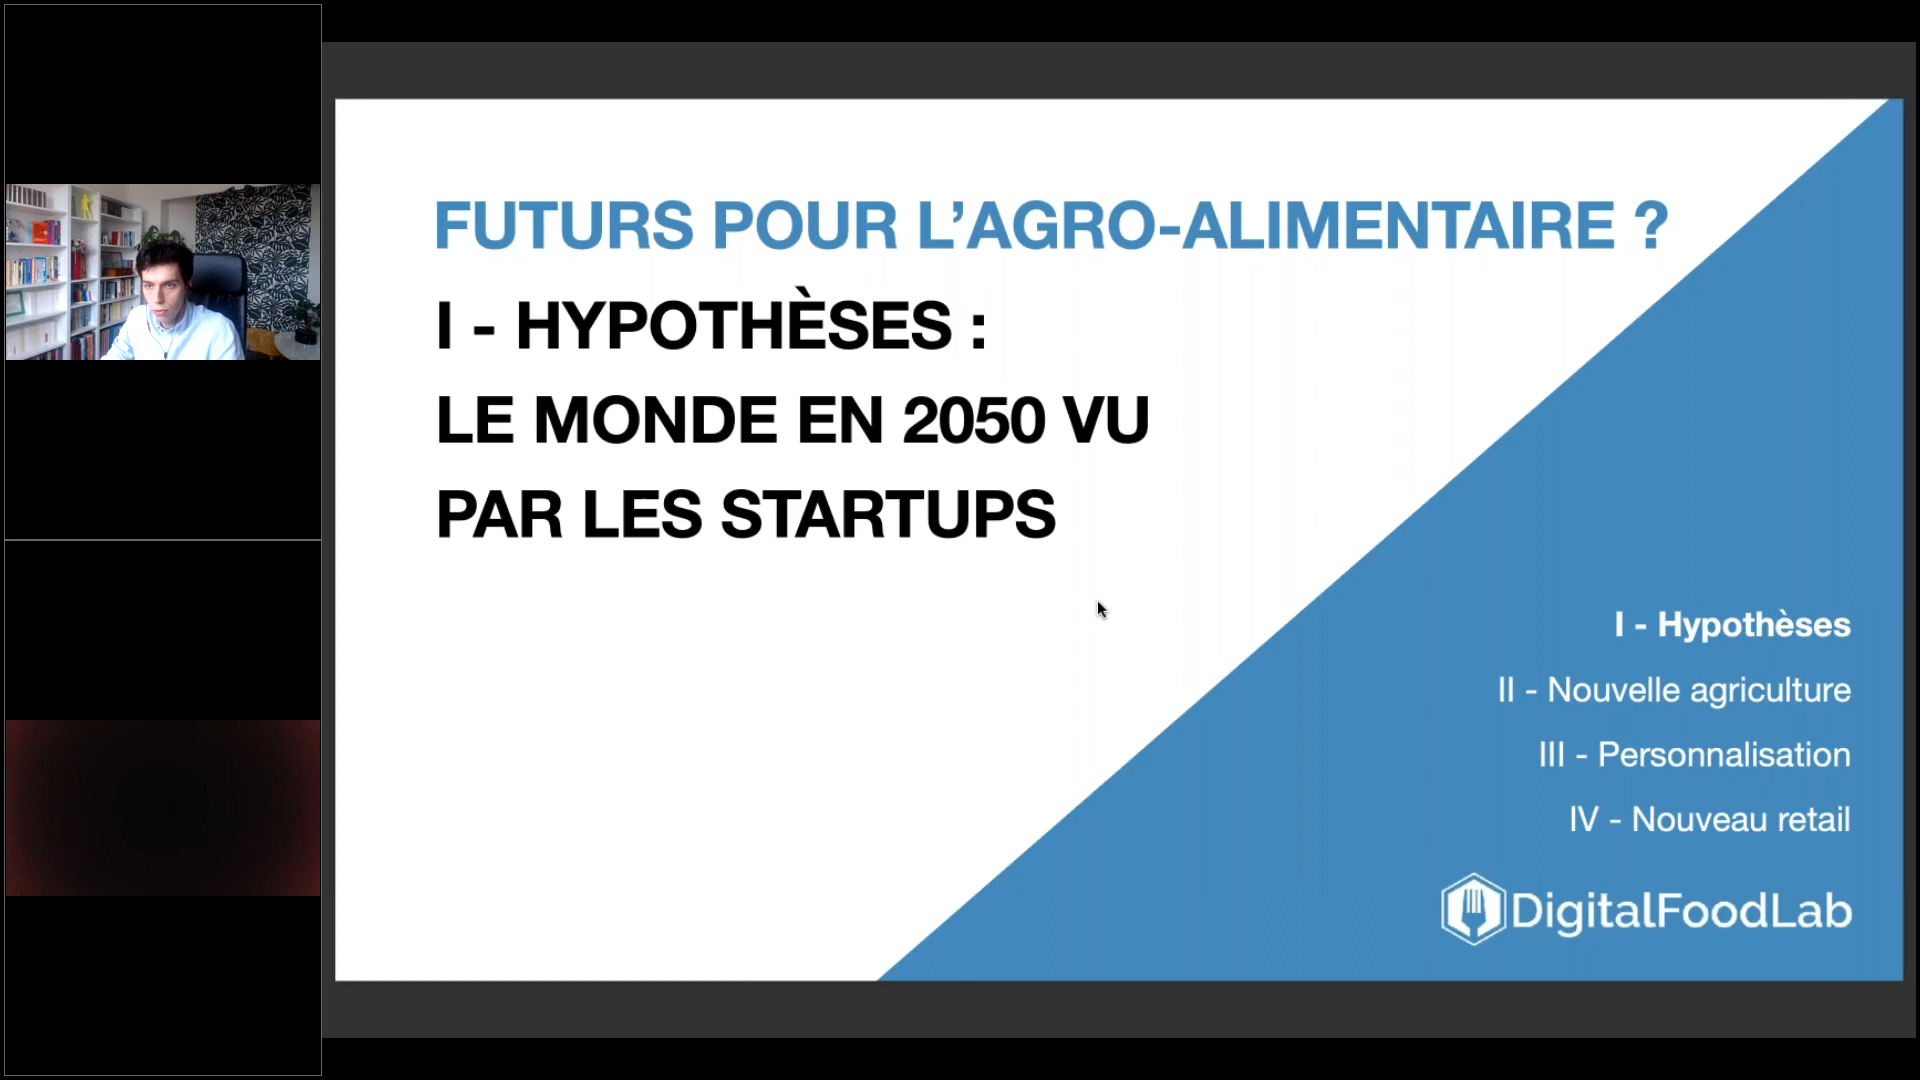 FUTURS POUR L’AGRO-ALIMENTAIRE ?
I - HYPOTHÈSES :
LE MONDE EN 2050 VU
PAR LES STARTUPS
I - Hypothèses
II - Nouvelle agriculture
III - Personnalisation
IV - Nouveau retail
DigitalFoodLab